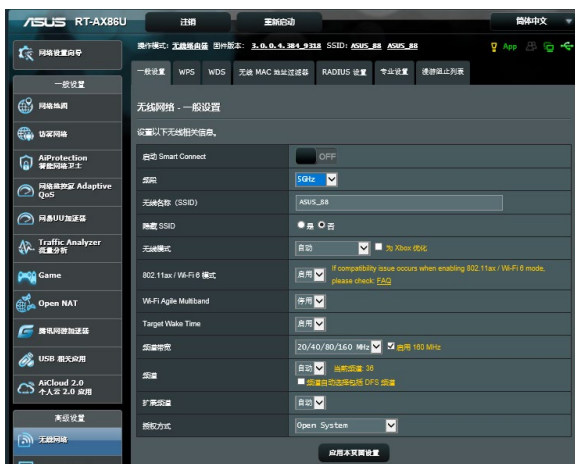 ASUS RT-AX86U 注销 重新启动 简体中文
操作模式: 无线路由器 固件版本: 3.0.0.4.384_9318 SSID: ASUS_88 ASUS_88 App
一般设置 WPS WDS 无线 MAC 地址过滤器 RADIUS 设置 专业设置 漫游阻止列表
网络设置向导
一般设置
网络地图
访客网络
AiProtection
智能网络卫士
网络监控家 Adaptive
QoS
网易UU加速器
Traffic Analyzer
流量分析
Game
Open NAT
腾讯网游加速器
USB 相关应用
AiCloud 2.0
个人云 2.0 应用
高级设置
无线网络
无线网络 - 一般设置
设置以下无线相关信息。
启动 Smart Connect OFF
频段 5GHz
无线名称 (SSID) ASUS_88
隐藏 SSID 是 否
无线模式 自动 为 Xbox 优化
802.11ax / Wi-Fi 6 模式 启用 If compatibility issue occurs when enabling 802.11ax / Wi-Fi 6 mode,
please check: FAQ
Wi-Fi Agile Multiband 停用
Target Wake Time 启用
频道带宽 20/40/80/160 MHz 启用 160 MHz
频道 自动 当前频道: 36
频道自动选择包括 DFS 频道
扩展频道 自动
授权方式 Open System
应用本页面设置